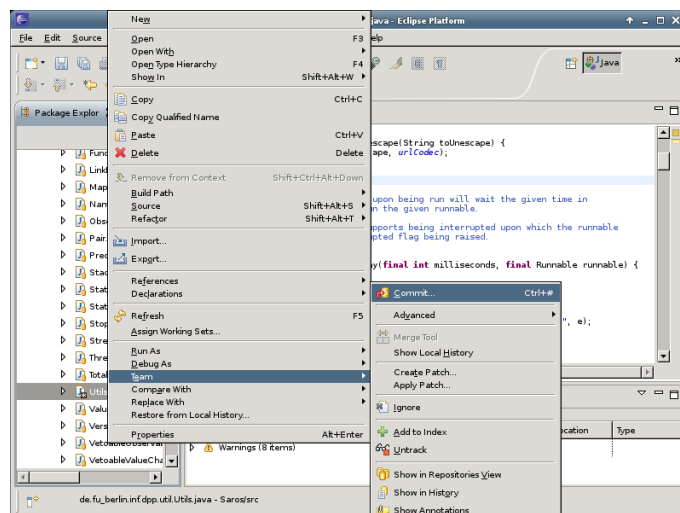 New
java - Eclipse Platform
File Edit Source
elp
Open F3
Open With
Open Type Hierarchy F4
Show In Shift+Alt+W
Java
Copy Ctrl+C
Copy Qualified Name
Paste Ctrl+V
Delete Delete
Remove from Context Shift+Ctrl+Alt+Down
Build Path
Source Shift+Alt+S
Refactor Shift+Alt+T
Import...
Export...
References
Declarations
Refresh F5
Assign Working Sets...
Run As
Debug As
Team
Compare With
Replace With
Restore from Local History...
Properties Alt+Enter
Package Explor
Func
Link
Map
Nam
Obs
Pair.
Pred
Stac
Stat
Stat
Stop
Stre
Thre
Total
Utils
Valu
Vers
VetoableObserval
VetoableValueCha
escape(String toUnescape) {
ape, urlCodec);
upon being run will wait the given time in
n the given runnable.
pports being interrupted upon which the runnable
pted flag being raised.
y(final int milliseconds, final Runnable runnable) {
", e);
Commit... Ctrl+#
Advanced
Merge Tool
Show Local History
Create Patch...
Apply Patch...
Ignore
Add to Index
Untrack
Show in Repositories View
Show in History
Show Annotations
ocation Type
Warnings (8 items)
de.fu_berlin.inf.dpp.util.Utils.java - Saros/src